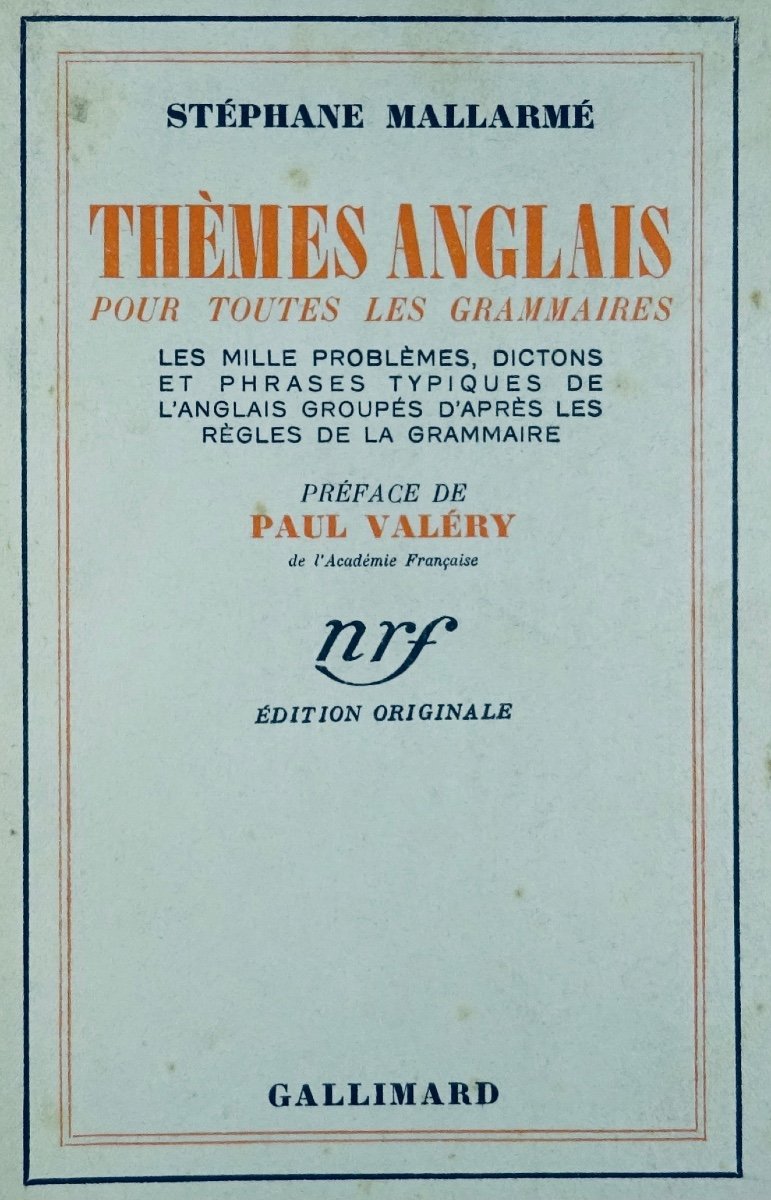 STÉPHANE MALLARMÉ
THÈMES ANGLAIS
POUR TOUTES LES GRAMMAIRES
LES MILLE PROBLÈMES, DICTONS
ET PHRASES TYPIQUES DE
L'ANGLAIS GROUPÉS D'APRÈS LES
RÈGLES DE LA GRAMMAIRE
PRÉFACE DE
PAUL VALÉRY
de l'Académie Française
nrf
ÉDITION ORIGINALE
GALLIMARD